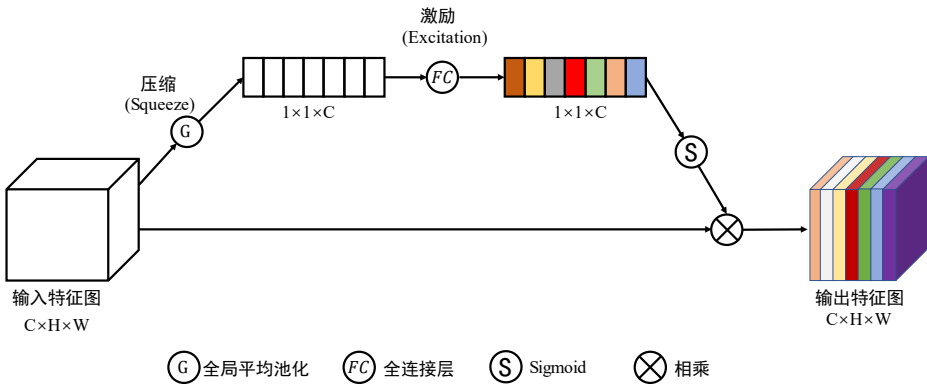 激励
(Excitation)
FC
压缩
(Squeeze)
1×1×C
1×1×C
G
S
输入特征图
C×H×W
输出特征图
C×H×W
G 全局平均池化
FC 全连接层
S Sigmoid
相乘